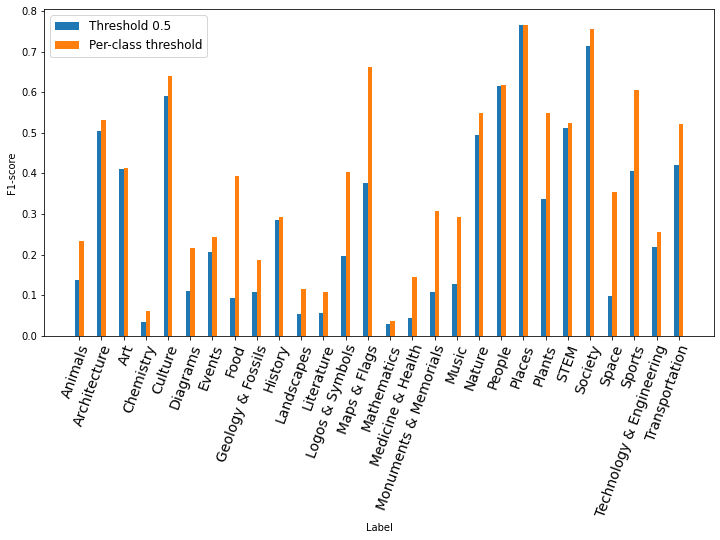 Threshold 0.5
Per-class threshold
F1-score
0.8
0.7
0.6
0.5
0.4
0.3
0.2
0.1
0.0
Animals
Architecture
Art
Chemistry
Culture
Diagrams
Events
Food
Geology & Fossils
History
Landscapes
Literature
Logos & Symbols
Maps & Flags
Mathematics
Medicine & Health
Monuments & Memorials
Music
Nature
People
Places
Plants
STEM
Society
Space
Sports
Technology & Engineering
Transportation
Label